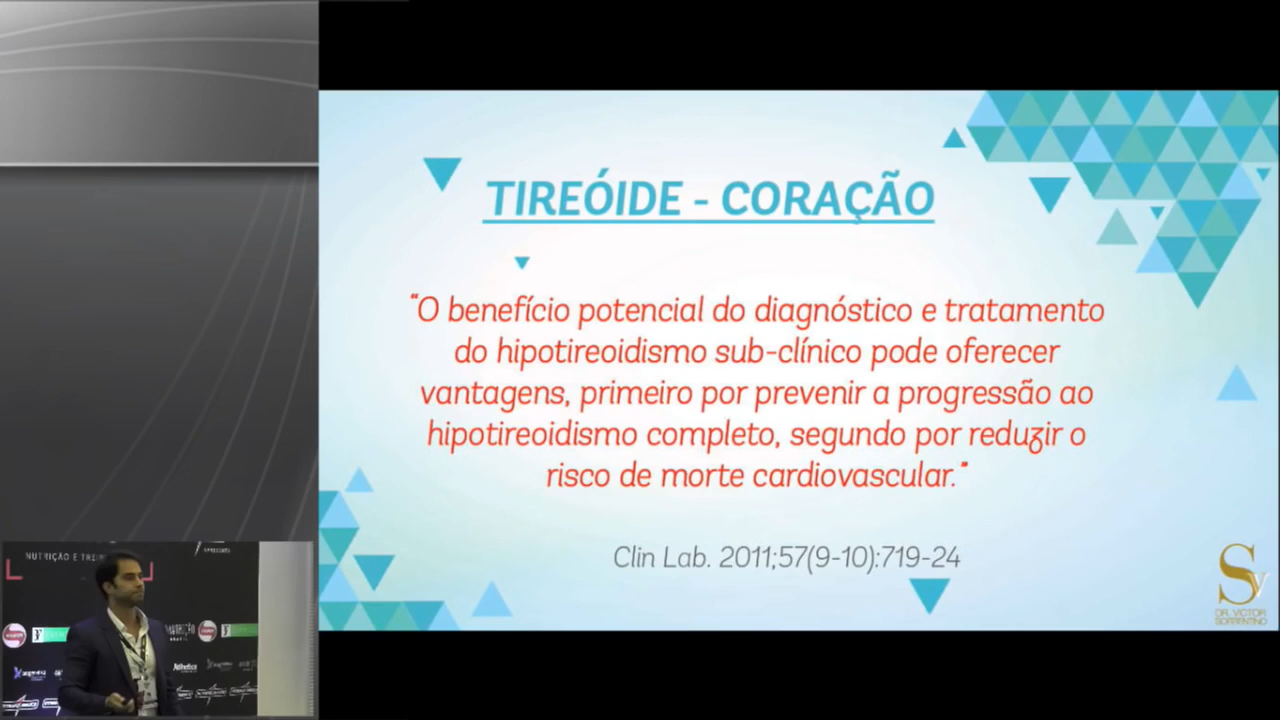 TIREÓIDE - CORAÇÃO
“O benefício potencial do diagnóstico e tratamento
do hipotireoidismo sub-clínico pode oferecer
vantagens, primeiro por prevenir a progressão ao
hipotireoidismo completo, segundo por reduzir o
risco de morte cardiovascular.”
Clin Lab. 2011;57(9-10):719-24
Sv
DR. VICTOR
SORRENTINO
NUTRIÇÃO E
Atlhetica